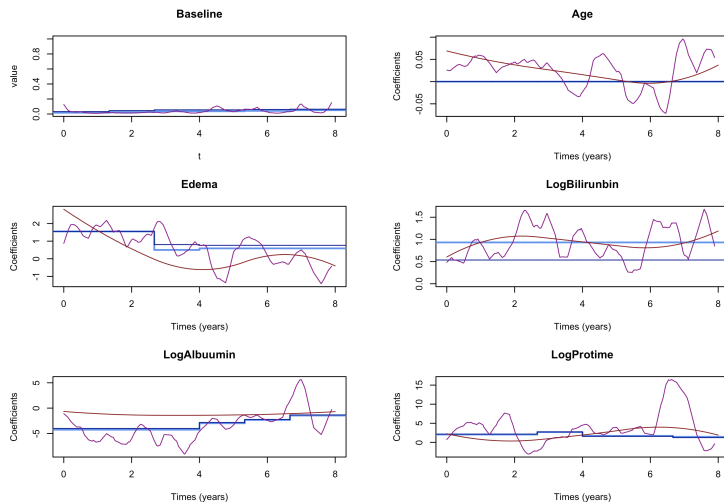 Baseline
value
0.0 0.4 0.8
0 2 4 6 8
t
Age
Coefficients
-0.05 0.05
0 2 4 6 8
Times (years)
Edema
Coefficients
-1 0 1 2
0 2 4 6 8
Times (years)
LogBilirunbin
Coefficients
0.0 0.5 1.0 1.5
0 2 4 6 8
Times (years)
LogAlbuumin
Coefficients
-5 0 5
0 2 4 6 8
Times (years)
LogProtime
Coefficients
0 5 10 15
0 2 4 6 8
Times (years)